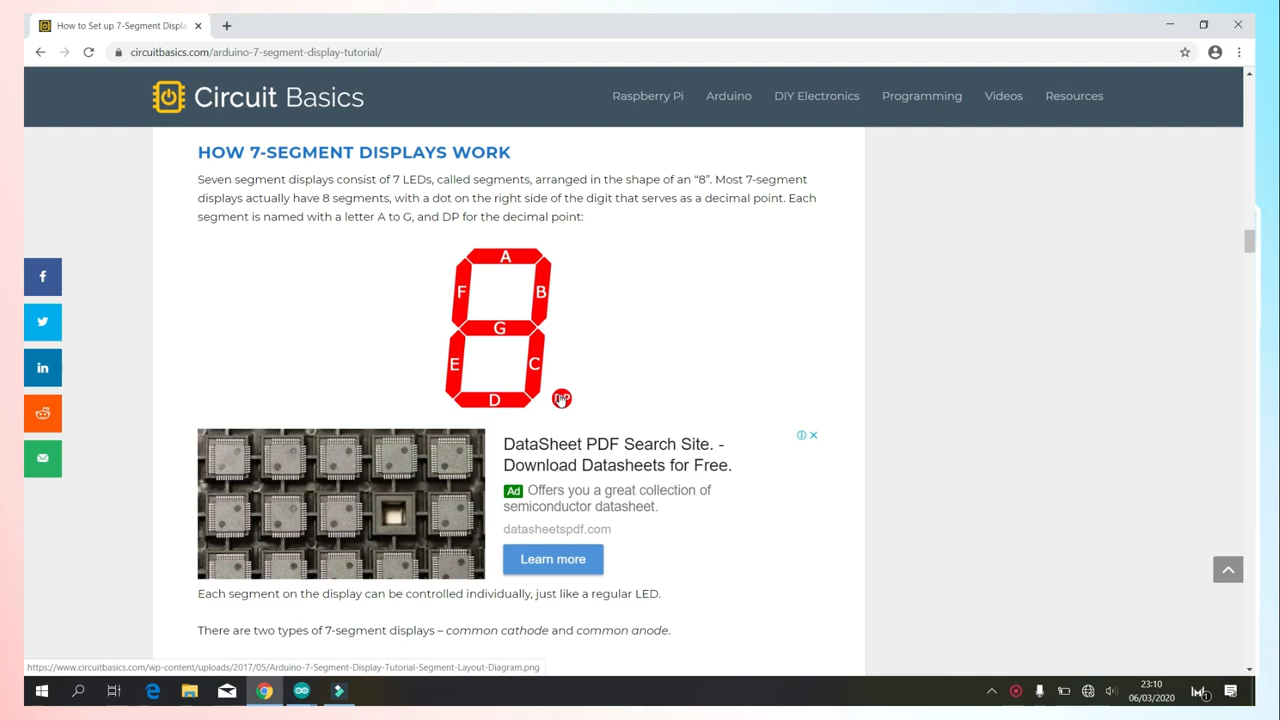 How to Set up 7-Segment Displa
circuitbasics.com/arduino-7-segment-display-tutorial/
Circuit Basics
Raspberry Pi Arduino DIY Electronics Programming Videos Resources
HOW 7-SEGMENT DISPLAYS WORK
Seven segment displays consist of 7 LEDs, called segments, arranged in the shape of an “8”. Most 7-segment
displays actually have 8 segments, with a dot on the right side of the digit that serves as a decimal point. Each
segment is named with a letter A to G, and DP for the decimal point:
A
F B
G
E C
D
DataSheet PDF Search Site. -
Download Datasheets for Free.
Ad Offers you a great collection of
semiconductor datasheet.
datasheetspdf.com
Learn more
Each segment on the display can be controlled individually, just like a regular LED.
There are two types of 7-segment displays – common cathode and common anode.
https://www.circuitbasics.com/wp-content/uploads/2017/05/Arduino-7-Segment-Display-Tutorial-Segment-Layout-Diagram.png
23:10
06/03/2020